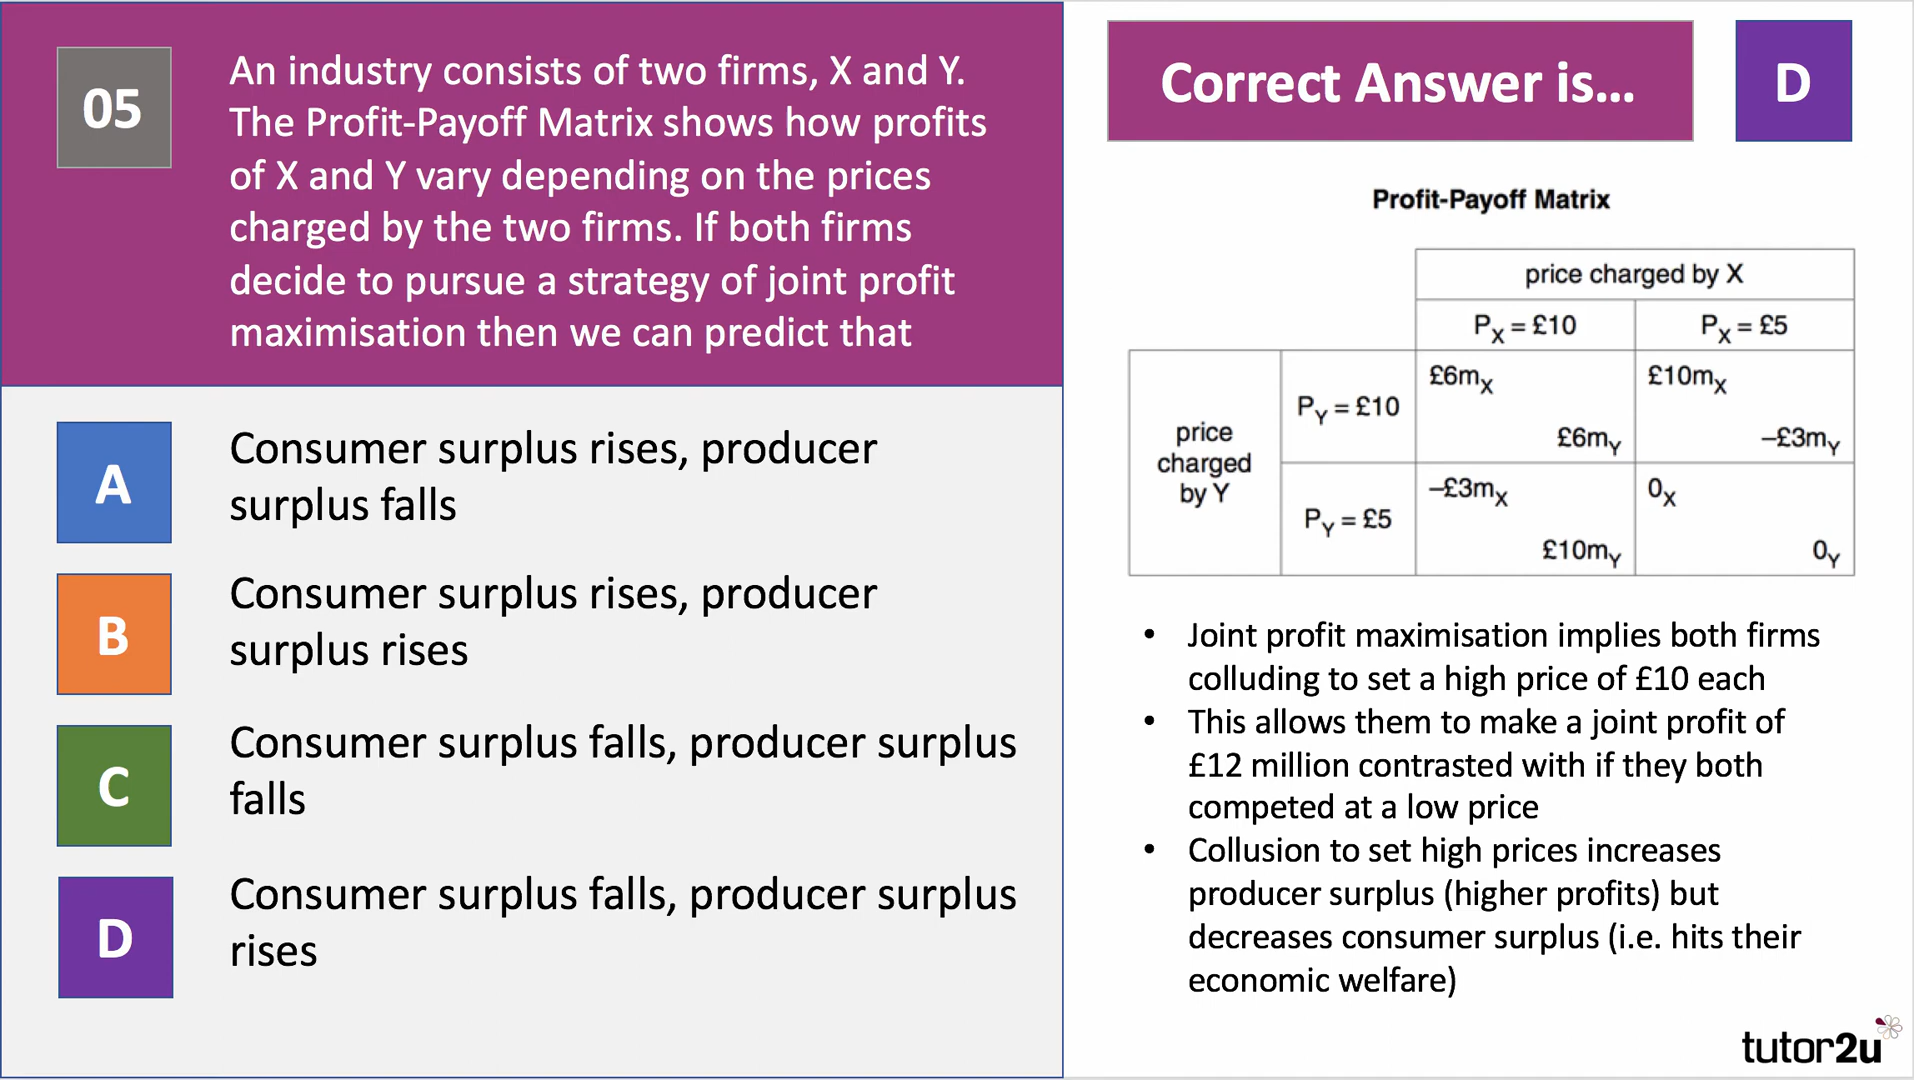 05
An industry consists of two firms, X and Y.
The Profit-Payoff Matrix shows how profits
of X and Y vary depending on the prices
charged by the two firms. If both firms
decide to pursue a strategy of joint profit
maximisation then we can predict that
A
Consumer surplus rises, producer
surplus falls
B
Consumer surplus rises, producer
surplus rises
C
Consumer surplus falls, producer surplus
falls
D
Consumer surplus falls, producer surplus
rises
Correct Answer is...
D
Profit-Payoff Matrix
price charged by X
PX = £10
PX = £5
price
charged
by Y
PY = £10
£6mX
£6mY
£10mX
–£3mY
PY = £5
–£3mX
£10mY
0X
0Y
• Joint profit maximisation implies both firms
colluding to set a high price of £10 each
• This allows them to make a joint profit of
£12 million contrasted with if they both
competed at a low price
• Collusion to set high prices increases
producer surplus (higher profits) but
decreases consumer surplus (i.e. hits their
economic welfare)
tutor2u